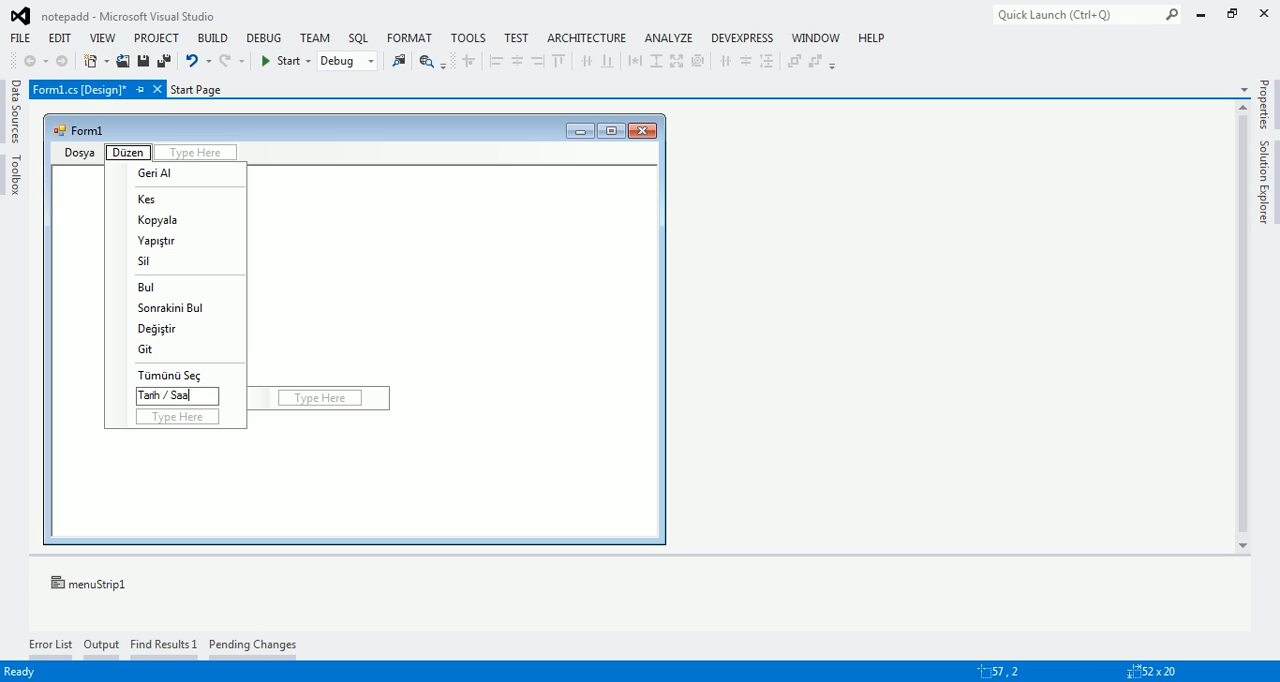 notepadd - Microsoft Visual Studio
Quick Launch (Ctrl+Q)
FILE EDIT VIEW PROJECT BUILD DEBUG TEAM SQL FORMAT TOOLS TEST ARCHITECTURE ANALYZE DEVEXPRESS WINDOW HELP
Start Debug
Form1.cs [Design]* Start Page
Data Sources
Toolbox
Properties
Solution Explorer
Form1
Dosya Düzen Type Here
Geri Al
Kes
Kopyala
Yapıştır
Sil
Bul
Sonrakini Bul
Değiştir
Git
Tümünü Seç
Tarih / Saa
Type Here
Type Here
menuStrip1
Error List Output Find Results 1 Pending Changes
Ready 57 , 2 52 x 20